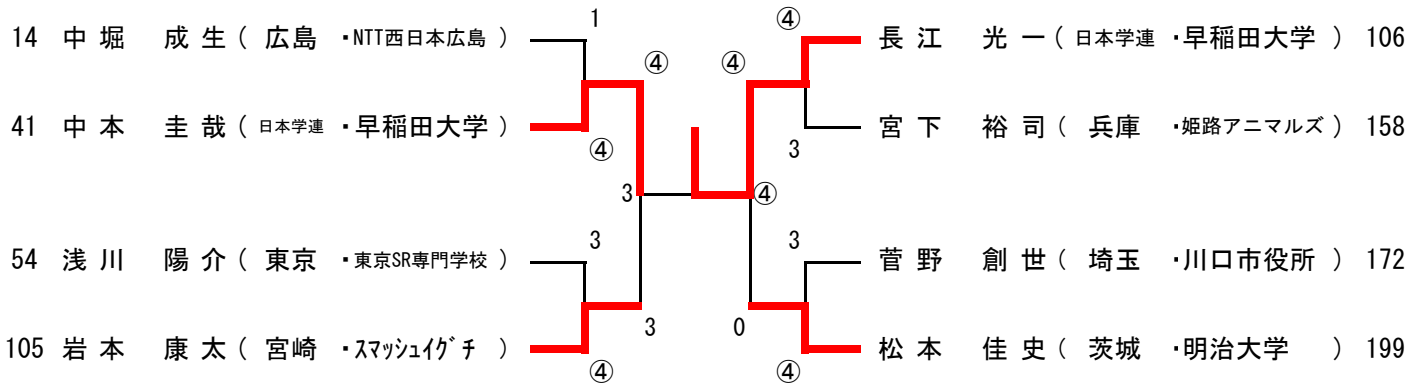 1 ④
14 中堀 成生 ( 広島 ・NTT西日本広島 ) 長江 光一 ( 日本学連 ・早稲田大学 ) 106
④ ④
41 中本 圭哉 ( 日本学連 ・早稲田大学 ) 宮下 裕司 ( 兵庫 ・姫路アニマルズ ) 158
④ 3
3 ④
3 3
54 浅川 陽介 ( 東京 ・東京SR専門学校 ) 菅野 創世 ( 埼玉 ・川口市役所 ) 172
3 0
105 岩本 康太 ( 宮崎 ・スマッシュイグチ ) 松本 佳史 ( 茨城 ・明治大学 ) 199
④ ④